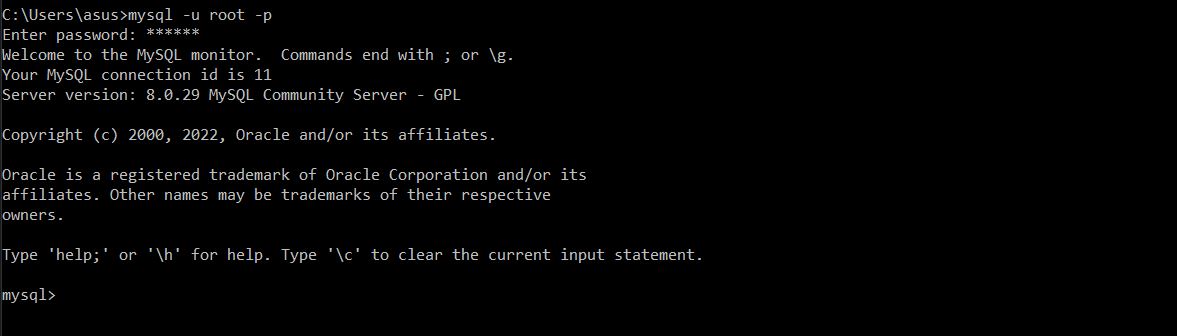 C:\Users\asus>mysql -u root -p
Enter password: ******
Welcome to the MySQL monitor.  Commands end with ; or \g.
Your MySQL connection id is 11
Server version: 8.0.29 MySQL Community Server - GPL
Copyright (c) 2000, 2022, Oracle and/or its affiliates.
Oracle is a registered trademark of Oracle Corporation and/or its
affiliates. Other names may be trademarks of their respective
owners.
Type 'help;' or '\h' for help. Type '\c' to clear the current input statement.
mysql>